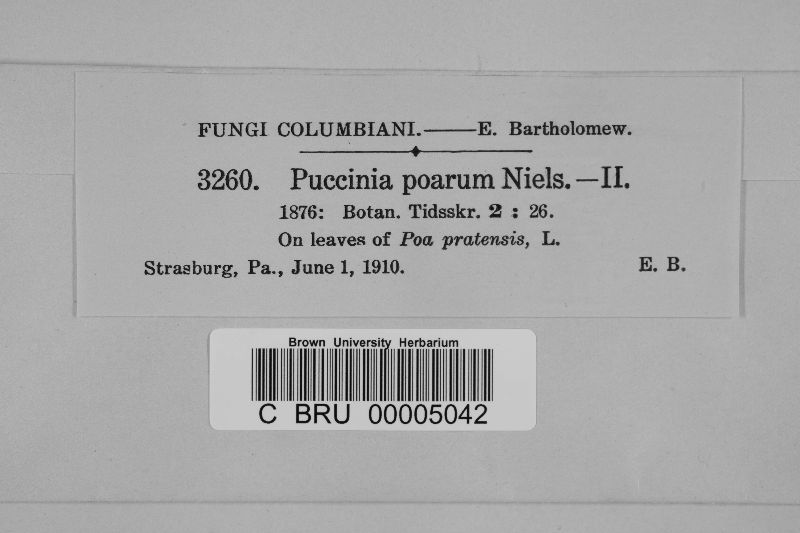 FUNGI COLUMBIANI.——E. Bartholomew.
3260. Puccinia poarum Niels.—II.
1876: Botan. Tidsskr. 2 : 26.
On leaves of Poa pratensis, L.
Strasburg, Pa., June 1, 1910. E. B.
Brown University Herbarium
C BRU 00005042